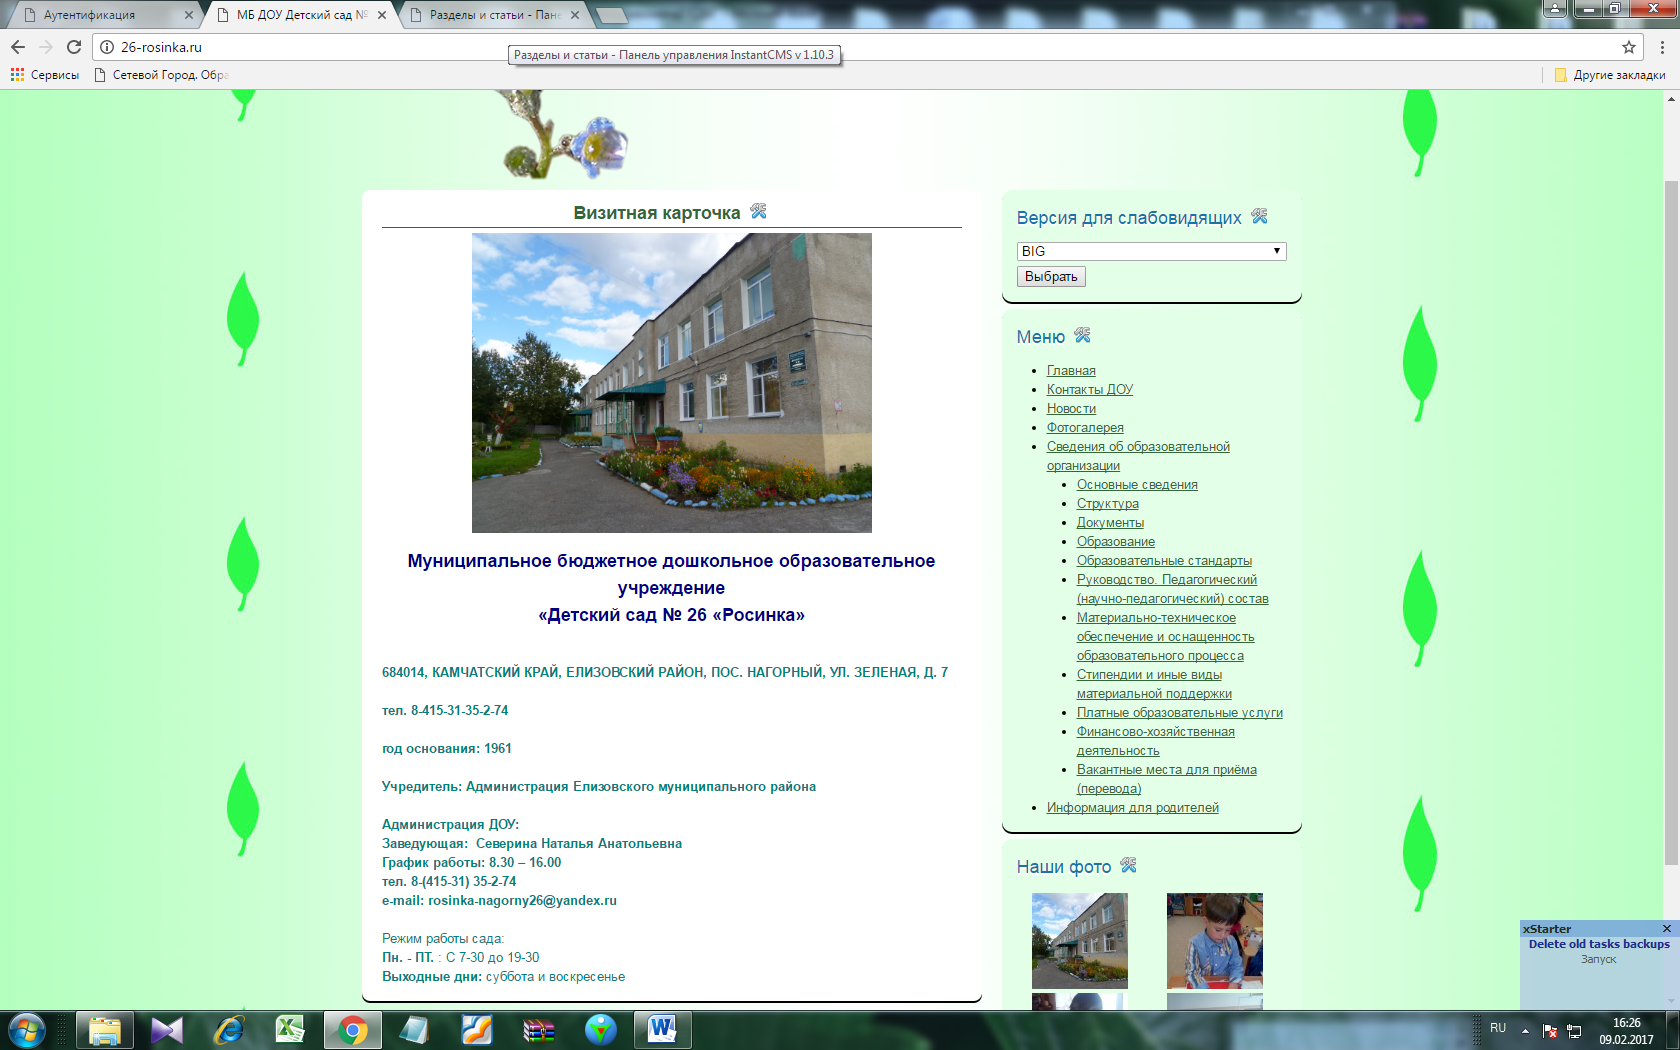 Аутентификация
МБ ДОУ Детский сад №
Разделы и статьи - Пане
26-rosinka.ru
Разделы и статьи - Панель управления InstantCMS v 1.10.3
Сервисы
Сетевой Город. Обра
Другие закладки
Визитная карточка
Муниципальное бюджетное дошкольное образовательное
учреждение
«Детский сад № 26 «Росинка»
684014, КАМЧАТСКИЙ КРАЙ, ЕЛИЗОВСКИЙ РАЙОН, ПОС. НАГОРНЫЙ, УЛ. ЗЕЛЕНАЯ, Д. 7
тел. 8-415-31-35-2-74
год основания: 1961
Учредитель: Администрация Елизовского муниципального района
Администрация ДОУ:
Заведующая: Северина Наталья Анатольевна
График работы: 8.30 – 16.00
тел. 8-(415-31) 35-2-74
e-mail: rosinka-nagorny26@yandex.ru
Режим работы сада:
Пн. - ПТ. : С 7-30 до 19-30
Выходные дни: суббота и воскресенье
Версия для слабовидящих
BIG
Выбрать
Меню
Главная
Контакты ДОУ
Новости
Фотогалерея
Сведения об образовательной
организации
Основные сведения
Структура
Документы
Образование
Образовательные стандарты
Руководство. Педагогический
(научно-педагогический) состав
Материально-техническое
обеспечение и оснащенность
образовательного процесса
Стипендии и иные виды
материальной поддержки
Платные образовательные услуги
Финансово-хозяйственная
деятельность
Вакантные места для приёма
(перевода)
Информация для родителей
Наши фото
xStarter
Delete old tasks backups
Запуск
RU
16:26
09.02.2017